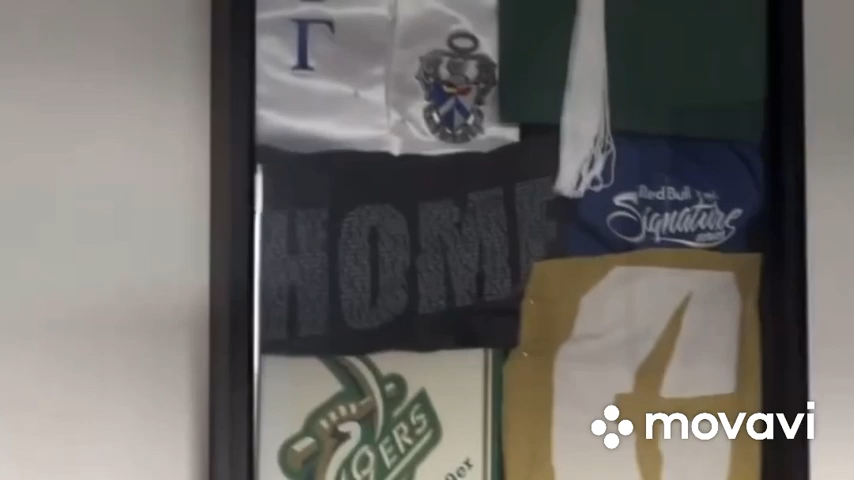 Γ
HOME
Red Bull
Signature
49ERS
movavi